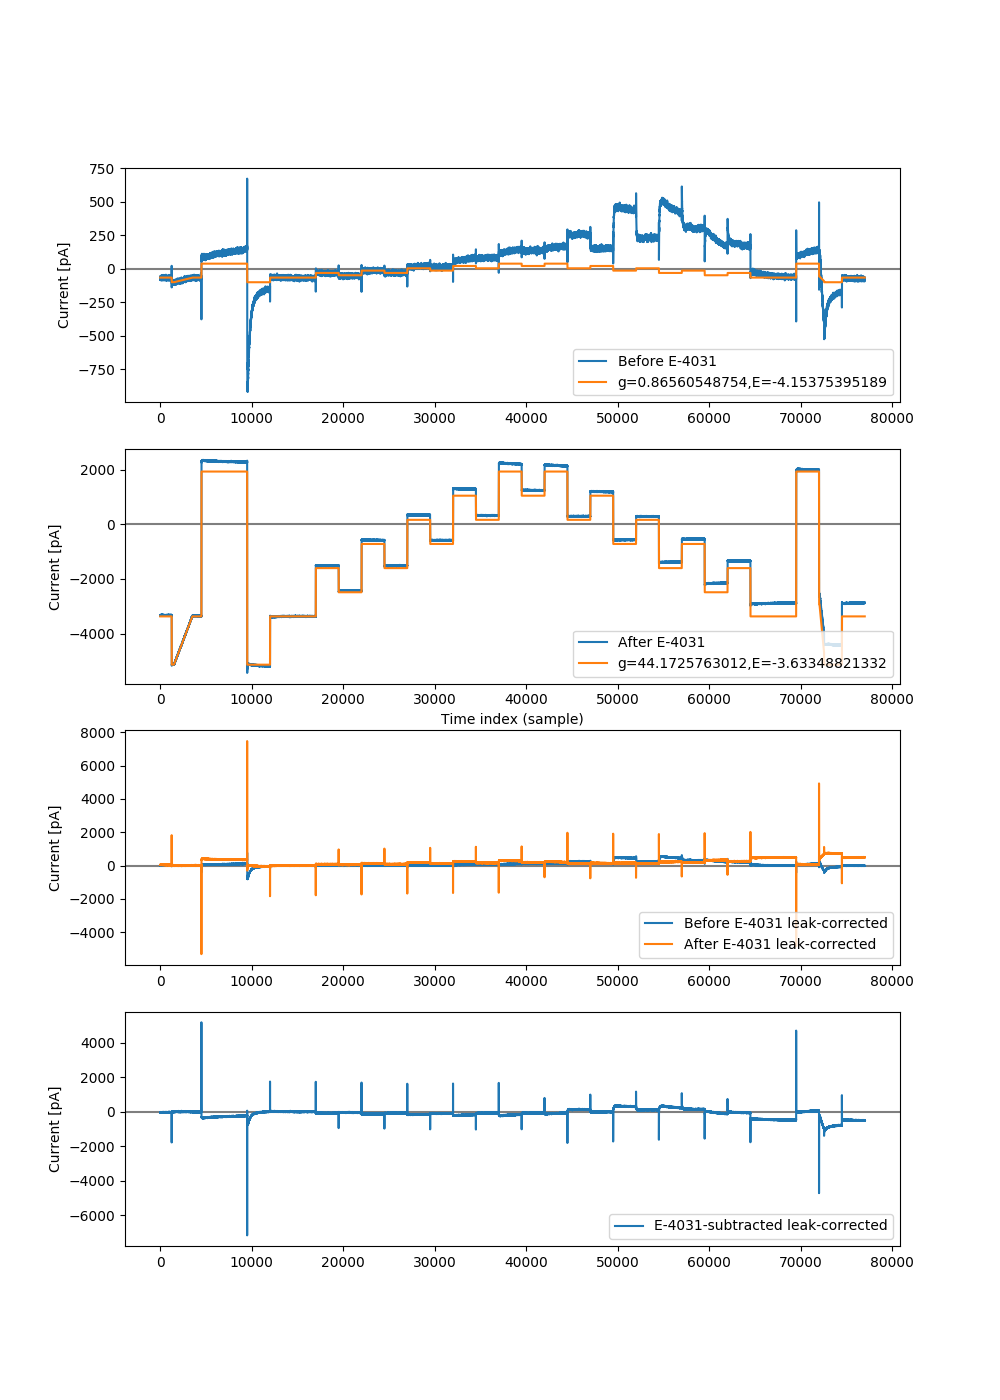 750
500
250
0
−250
−500
−750
Current [pA]
Before E-4031
g=0.86560548754,E=-4.15375395189
0 10000 20000 30000 40000 50000 60000 70000 80000
2000
0
−2000
−4000
Current [pA]
After E-4031
g=44.1725763012,E=-3.63348821332
0 10000 20000 30000 40000 50000 60000 70000 80000
Time index (sample)
8000
6000
4000
2000
0
−2000
−4000
Current [pA]
Before E-4031 leak-corrected
After E-4031 leak-corrected
0 10000 20000 30000 40000 50000 60000 70000 80000
4000
2000
0
−2000
−4000
−6000
Current [pA]
E-4031-subtracted leak-corrected
0 10000 20000 30000 40000 50000 60000 70000 80000